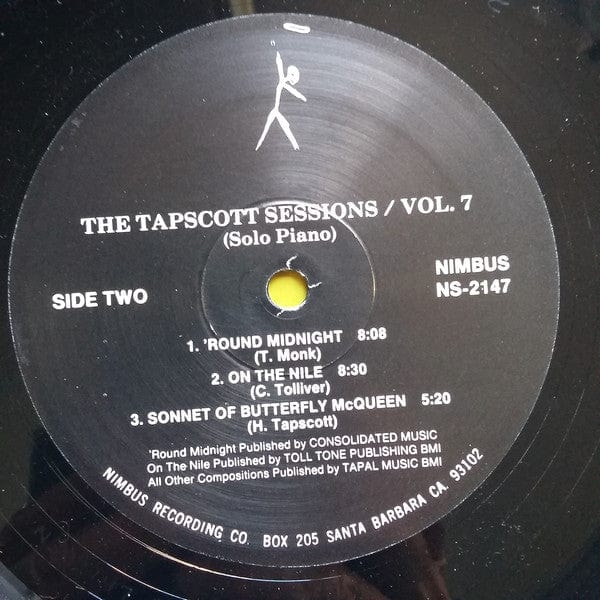 THE TAPSCOTT SESSIONS / VOL. 7
(Solo Piano)
SIDE TWO
NIMBUS
NS-2147
1. 'ROUND MIDNIGHT 8:08
(T. Monk)
2. ON THE NILE 8:30
(C. Tolliver)
3. SONNET OF BUTTERFLY McQUEEN 5:20
(H. Tapscott)
'Round Midnight Published by CONSOLIDATED MUSIC
On The Nile Published by TOLL TONE PUBLISHING BMI
All Other Compositions Published by TAPAL MUSIC BMI
NIMBUS RECORDING CO. BOX 205 SANTA BARBARA CA. 93102